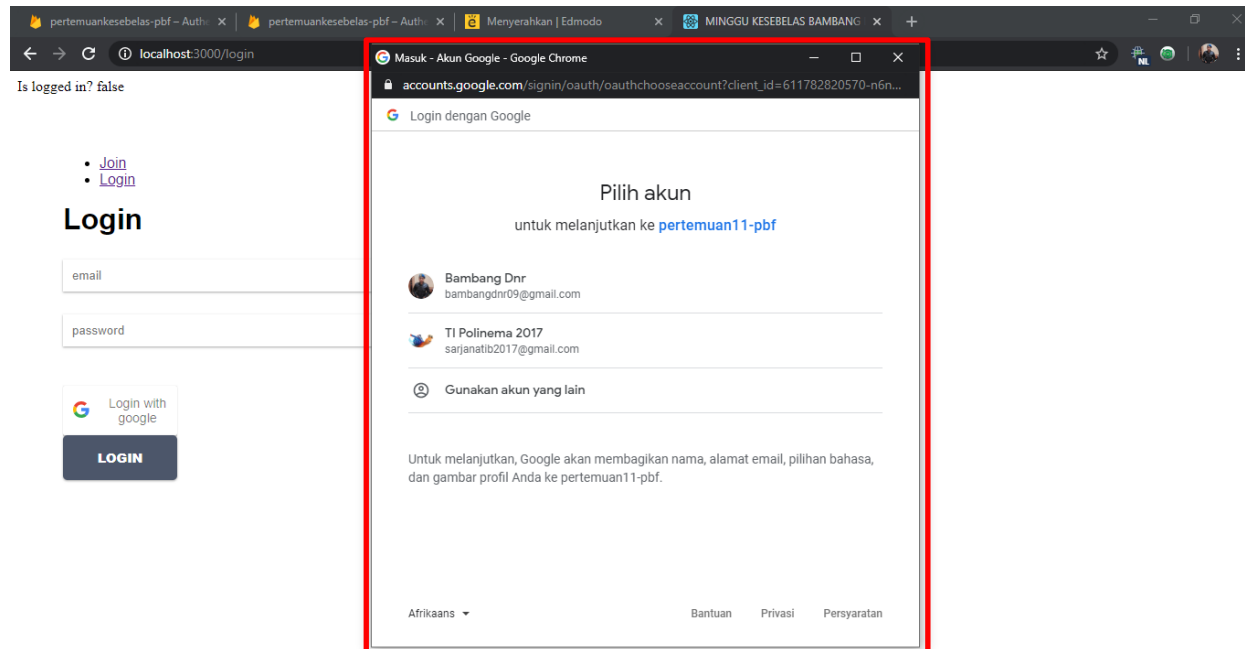 pertemuankesebelas-pbf – Authe
pertemuankesebelas-pbf – Authe
Menyerahkan | Edmodo
MINGGU KESEBELAS BAMBANG
localhost:3000/login
NL
Is logged in? false
Join
Login
Login
email
password
Login with
google
LOGIN
Masuk - Akun Google - Google Chrome
accounts.google.com/signin/oauth/oauthchooseaccount?client_id=611782820570-n6n...
Login dengan Google
Pilih akun
untuk melanjutkan ke pertemuan11-pbf
Bambang Dnr
bambangdnr09@gmail.com
TI Polinema 2017
sarjanatib2017@gmail.com
Gunakan akun yang lain
Untuk melanjutkan, Google akan membagikan nama, alamat email, pilihan bahasa,
dan gambar profil Anda ke pertemuan11-pbf.
Afrikaans
Bantuan Privasi Persyaratan